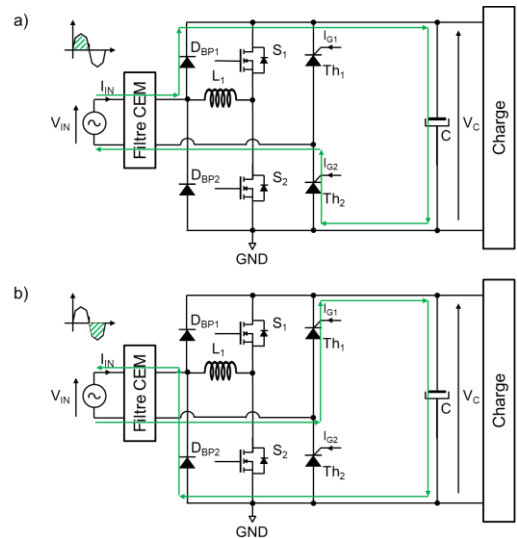 a)
D_BP1
S_1
I_G1
Th_1
L_1
I_IN
V_IN
Filtre CEM
C
V_C
Charge
I_G2
D_BP2
S_2
Th_2
GND
b)
D_BP1
S_1
I_G1
Th_1
L_1
I_IN
V_IN
Filtre CEM
C
V_C
Charge
I_G2
D_BP2
S_2
Th_2
GND